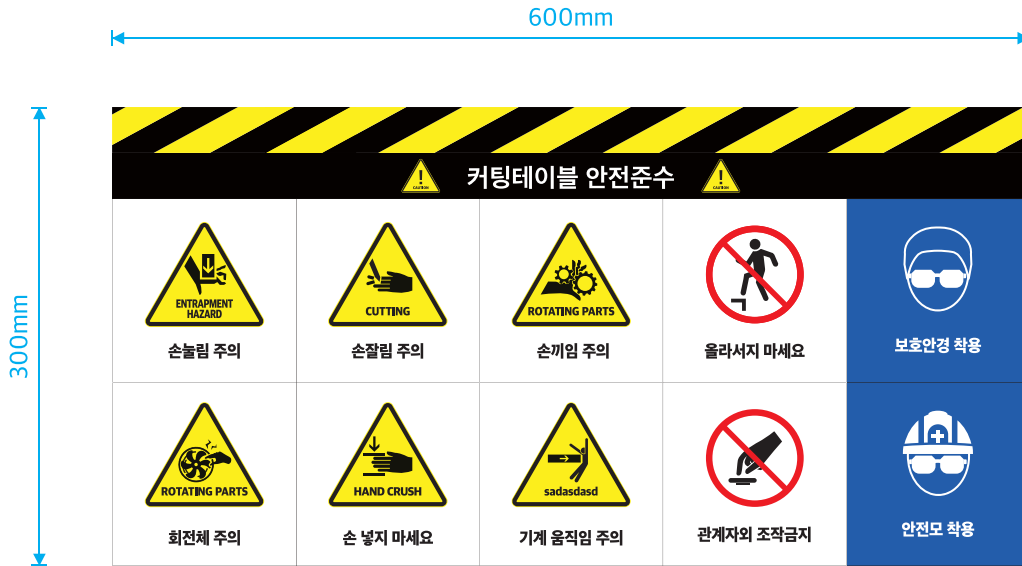 600mm
300mm
CAUTION
커팅테이블 안전준수
CAUTION
ENTRAPMENT
HAZARD
손눌림 주의
CUTTING
손잘림 주의
ROTATING PARTS
손끼임 주의
올라서지 마세요
보호안경 착용
ROTATING PARTS
회전체 주의
HAND CRUSH
손 넣지 마세요
sadasdasd
기계 움직임 주의
관계자외 조작금지
안전모 착용